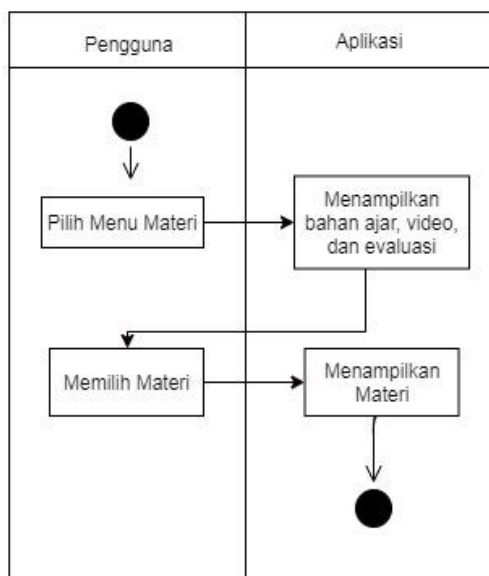 Pengguna
Aplikasi
Pilih Menu Materi
Menampilkan
bahan ajar, video,
dan evaluasi
Memilih Materi
Menampilkan
Materi